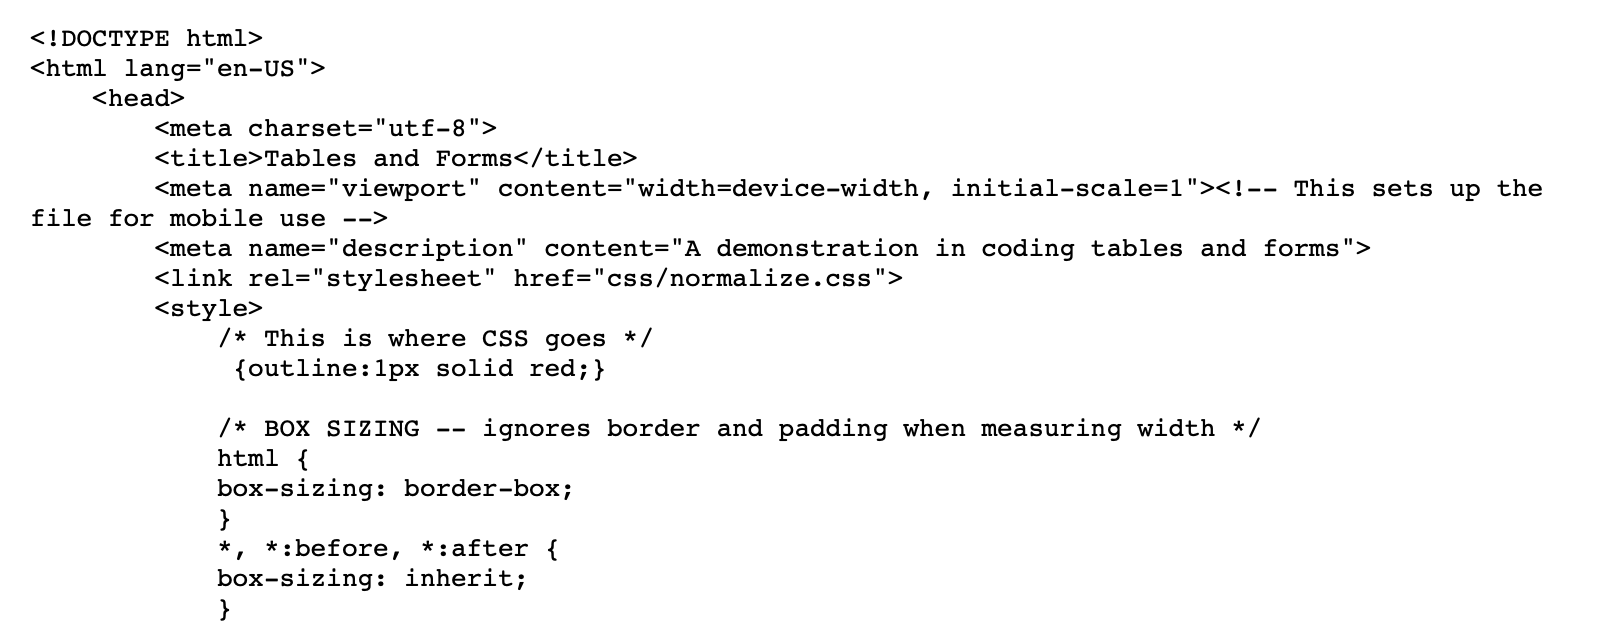 <!DOCTYPE html>
<html lang="en-US">
    <head>
        <meta charset="utf-8">
        <title>Tables and Forms</title>
        <meta name="viewport" content="width=device-width, initial-scale=1"><!-- This sets up the
file for mobile use -->
        <meta name="description" content="A demonstration in coding tables and forms">
        <link rel="stylesheet" href="css/normalize.css">
        <style>
            /* This is where CSS goes */
             {outline:1px solid red;}

            /* BOX SIZING -- ignores border and padding when measuring width */
            html {
            box-sizing: border-box;
            }
            *, *:before, *:after {
            box-sizing: inherit;
            }